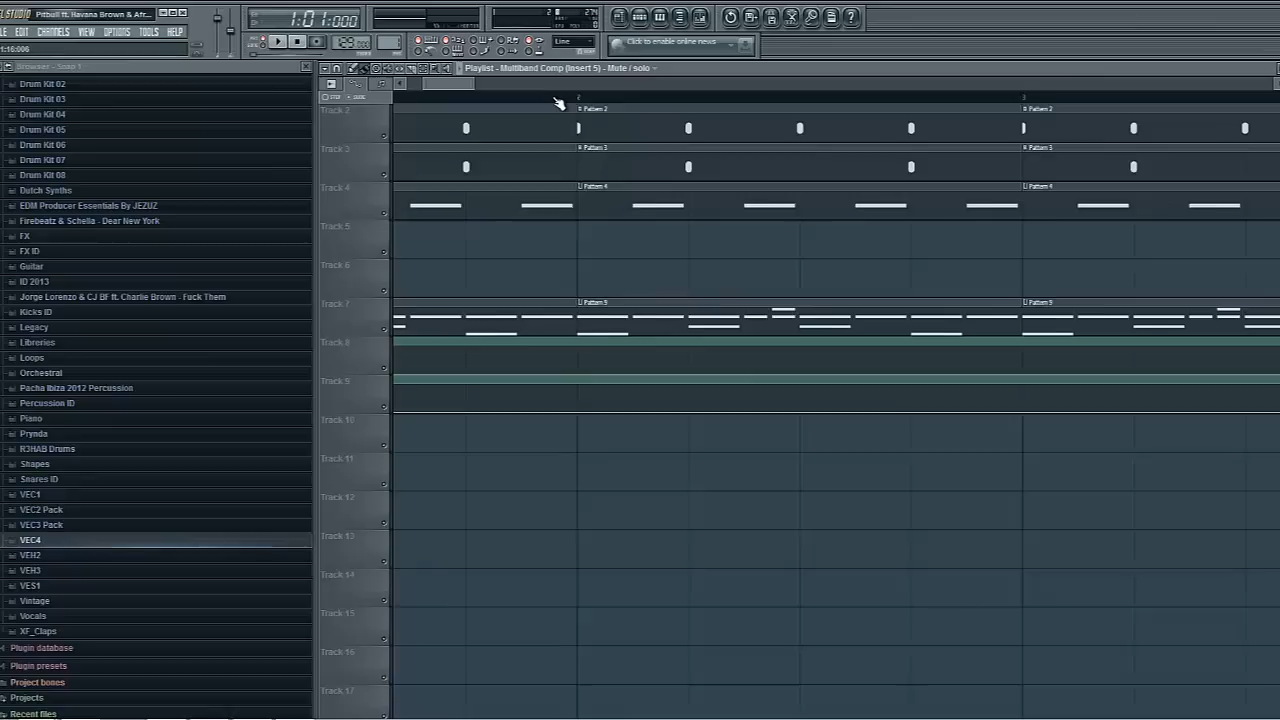 Pitbull ft. Havana Brown & Afr...
EDIT CHANNELS VIEW OPTIONS TOOLS HELP
1:16:006
1:01:000
129
Line
Click to enable online news
Browser - Snap 1
Playlist - Multiband Comp (Insert 5) - Mute / solo
2
3
Drum Kit 02
Drum Kit 03
Drum Kit 04
Drum Kit 05
Drum Kit 06
Drum Kit 07
Drum Kit 08
Dutch Synths
EDM Producer Essentials By JEZUZ
Firebeatz & Schella - Dear New York
FX
FX ID
Guitar
ID 2013
Jorge Lorenzo & CJ BF ft. Charlie Brown - Fuck Them
Kicks ID
Legacy
Libreries
Loops
Orchestral
Pacha Ibiza 2012 Percussion
Percussion ID
Piano
Prynda
R3HAB Drums
Shapes
Snares ID
VEC1
VEC2 Pack
VEC3 Pack
VEC4
VEH2
VEH3
VES1
Vintage
Vocals
XF_Claps
Plugin database
Plugin presets
Project bones
Projects
Recent files
Track 2
Pattern 2
Pattern 2
Track 3
Pattern 3
Pattern 3
Track 4
Pattern 4
Pattern 4
Track 5
Track 6
Track 7
Pattern 9
Pattern 9
Track 8
Track 9
Track 10
Track 11
Track 12
Track 13
Track 14
Track 15
Track 16
Track 17